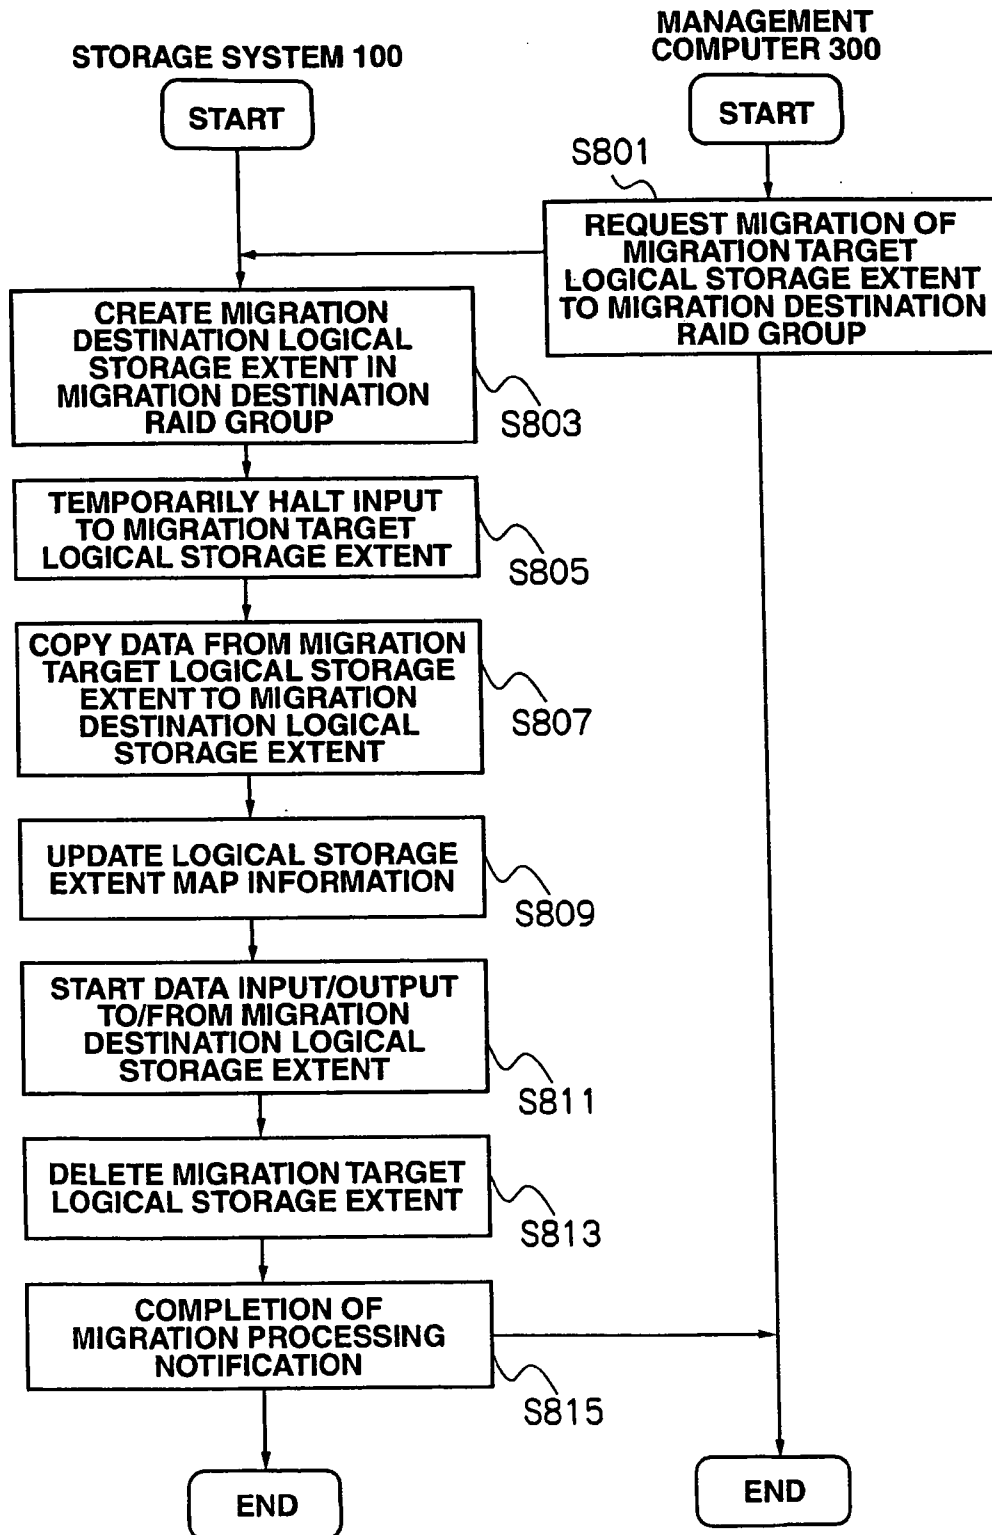 STORAGE SYSTEM 100
MANAGEMENT
COMPUTER 300
START
START
S801
REQUEST MIGRATION OF
MIGRATION TARGET
LOGICAL STORAGE EXTENT
TO MIGRATION DESTINATION
RAID GROUP
CREATE MIGRATION
DESTINATION LOGICAL
STORAGE EXTENT IN
MIGRATION DESTINATION
RAID GROUP
S803
TEMPORARILY HALT INPUT
TO MIGRATION TARGET
LOGICAL STORAGE EXTENT
S805
COPY DATA FROM MIGRATION
TARGET LOGICAL STORAGE
EXTENT TO MIGRATION
DESTINATION LOGICAL
STORAGE EXTENT
S807
UPDATE LOGICAL STORAGE
EXTENT MAP INFORMATION
S809
START DATA INPUT/OUTPUT
TO/FROM MIGRATION
DESTINATION LOGICAL
STORAGE EXTENT
S811
DELETE MIGRATION TARGET
LOGICAL STORAGE EXTENT
S813
COMPLETION OF
MIGRATION PROCESSING
NOTIFICATION
S815
END
END